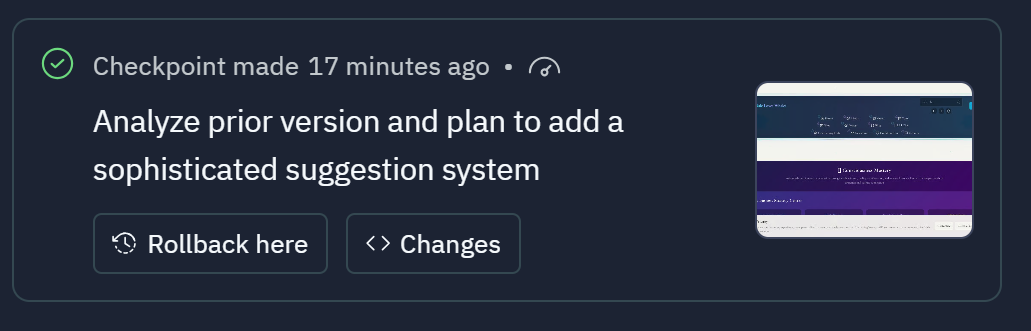 Checkpoint made 17 minutes ago •
Analyze prior version and plan to add a
sophisticated suggestion system
Rollback here
Changes